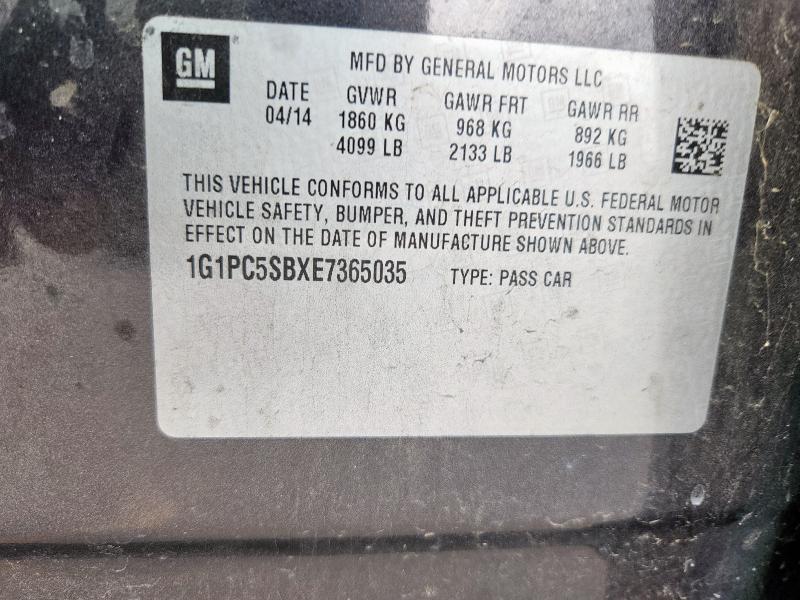 GM
MFD BY GENERAL MOTORS LLC
DATE GVWR GAWR FRT GAWR RR
04/14 1860 KG 968 KG 892 KG
4099 LB 2133 LB 1966 LB
THIS VEHICLE CONFORMS TO ALL APPLICABLE U.S. FEDERAL MOTOR
VEHICLE SAFETY, BUMPER, AND THEFT PREVENTION STANDARDS IN
EFFECT ON THE DATE OF MANUFACTURE SHOWN ABOVE.
1G1PC5SBXE7365035 TYPE: PASS CAR